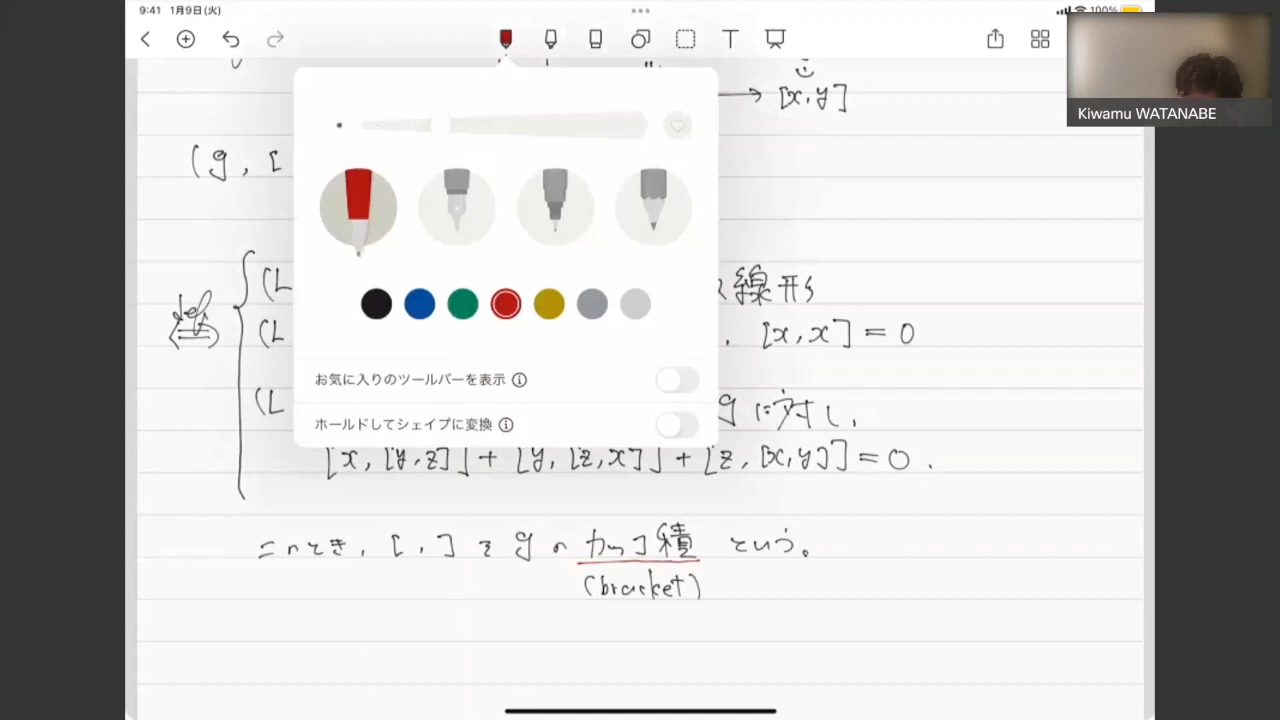 9:41 1月9日(火)
100%
T
Kiwamu WATANABE
→ [x,y]
(g, [
def
(L
線形
(L
, [x,x] = 0
お気に入りのツールバーを表示
(L
g に対し,
ホールドしてシェイプに変換
[x, [y,z]] + [y, [z,x]] + [z, [x,y]] = 0.
このとき, [ , ] を g の カッコ積 という。
(bracket)